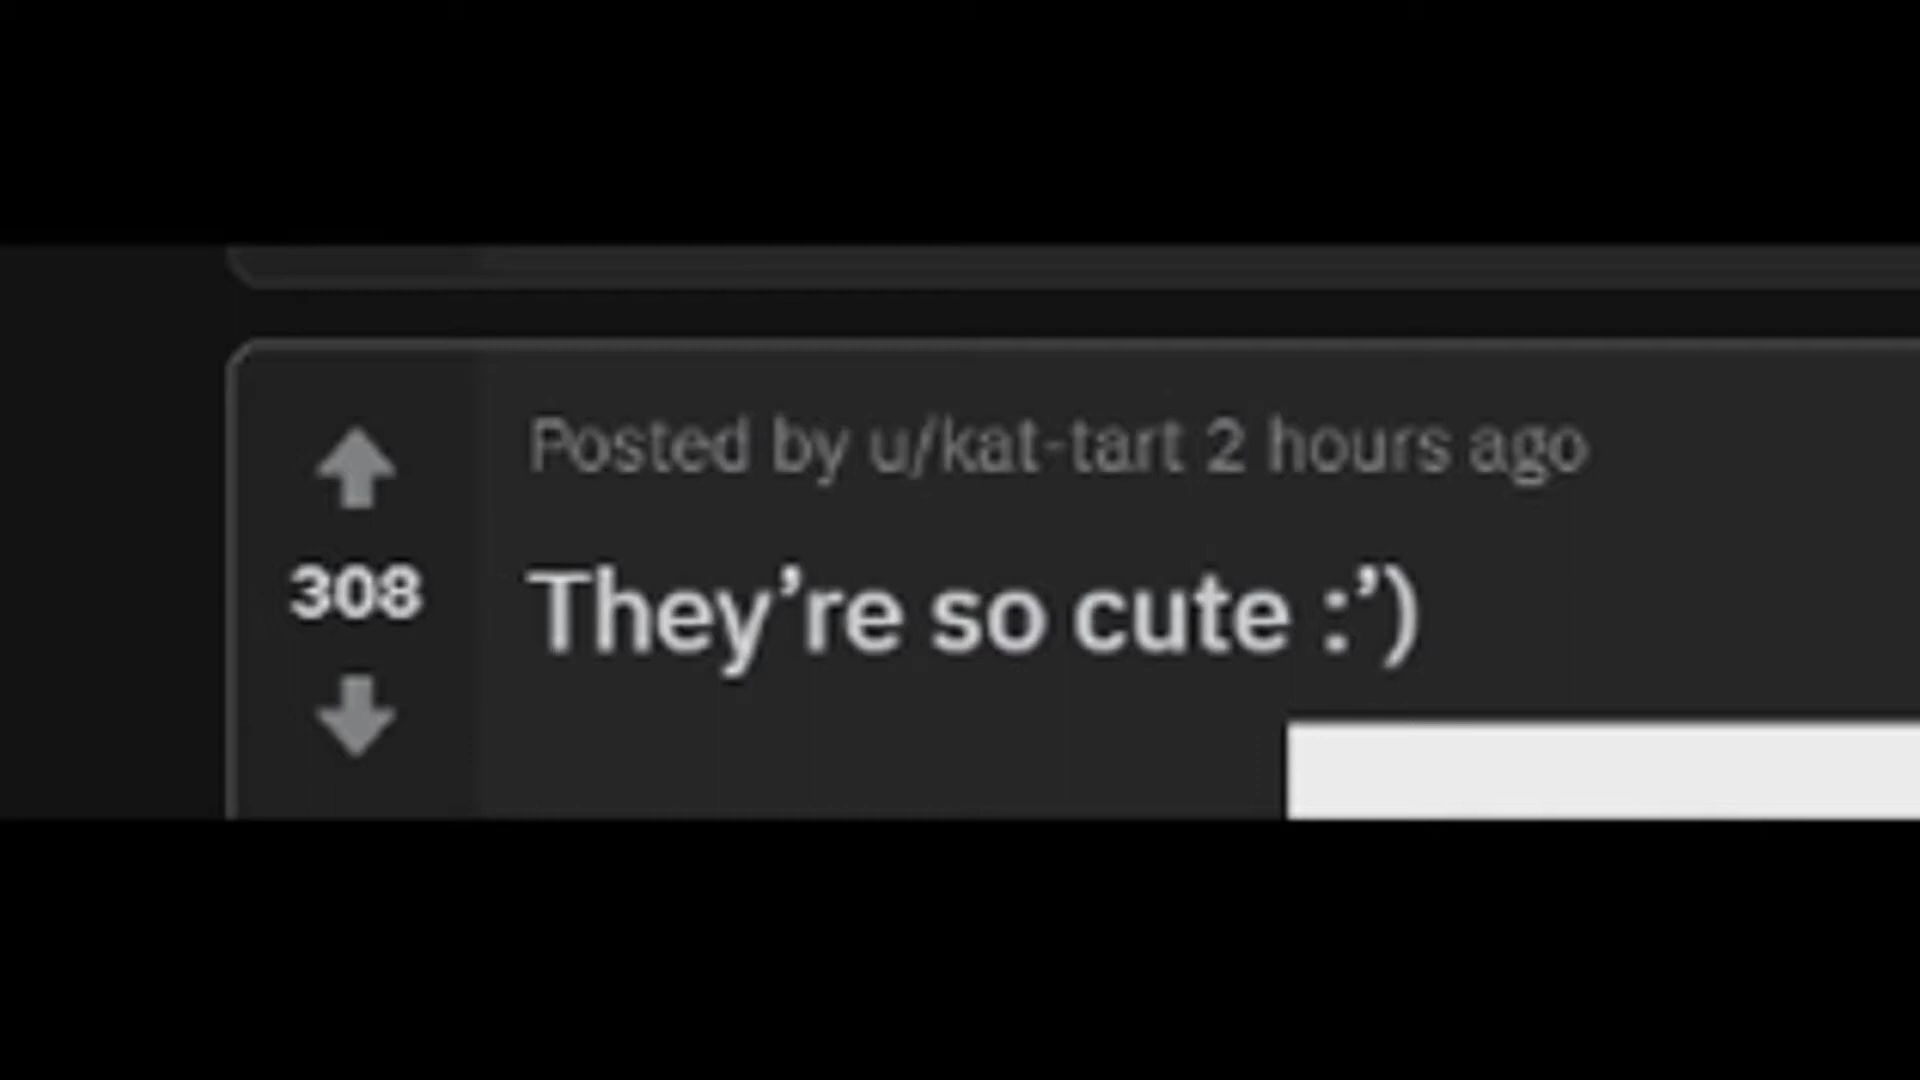 Posted by u/kat-tart 2 hours ago
308
They’re so cute :’)